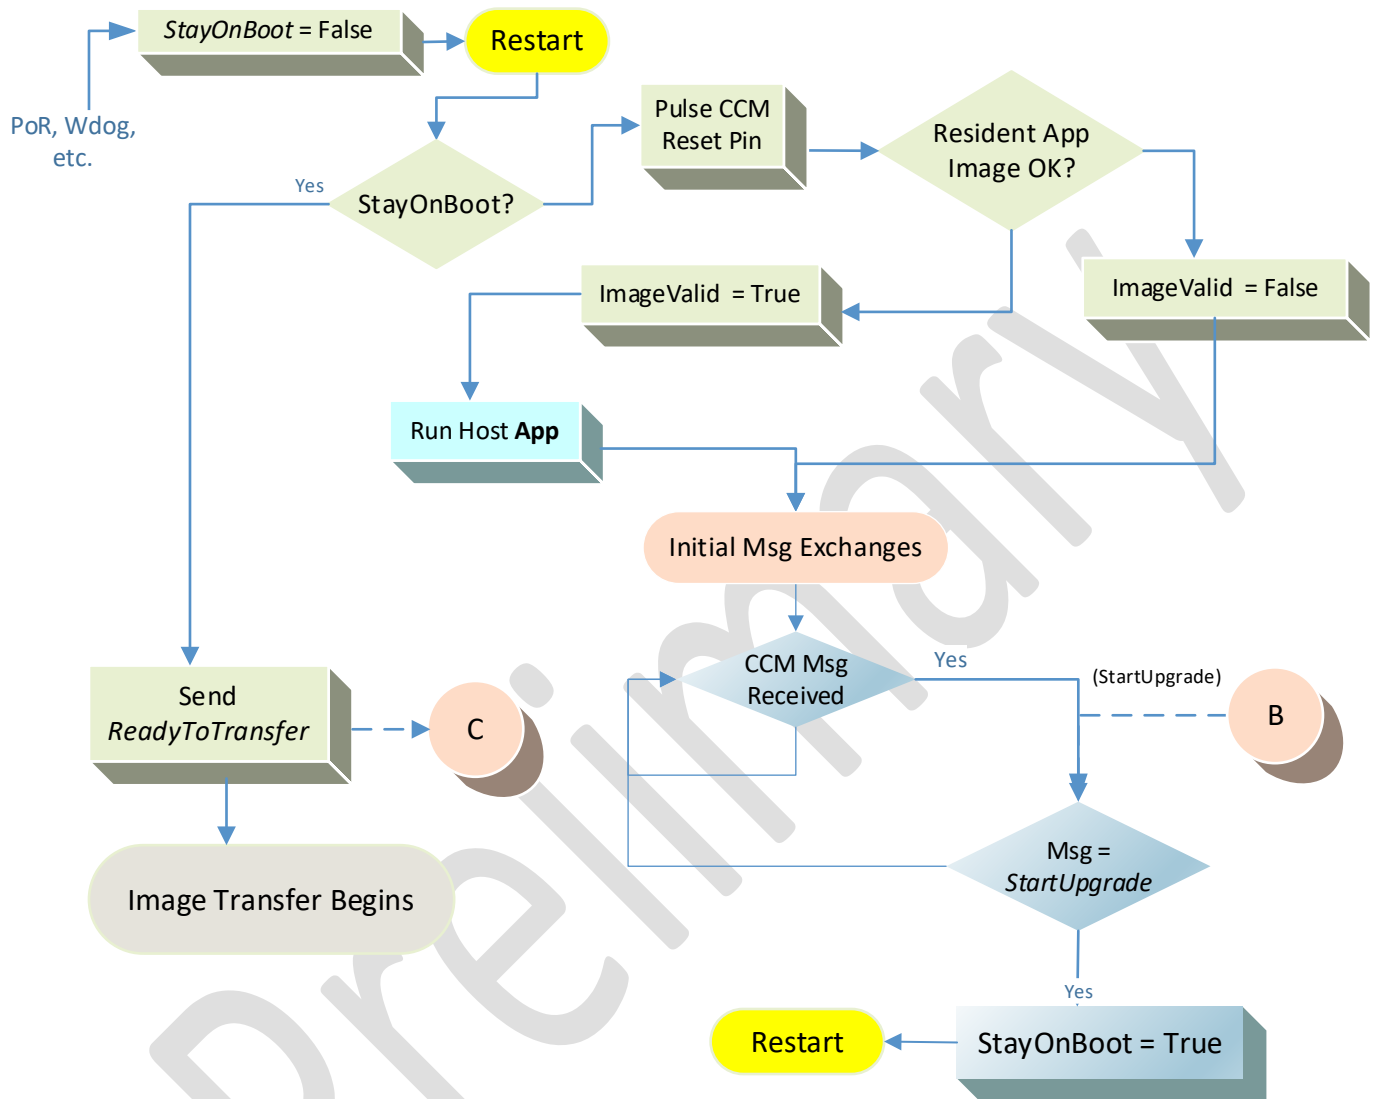 StayOnBoot = False
Restart
PoR, Wdog,
etc.
Pulse CCM
Reset Pin
Resident App
Image OK?
Yes
StayOnBoot?
ImageValid = True
ImageValid = False
Run Host App
Initial Msg Exchanges
CCM Msg
Received
Yes
(StartUpgrade)
B
Send
ReadyToTransfer
C
Msg =
StartUpgrade
Image Transfer Begins
Yes
Restart
StayOnBoot = True
Prelmary